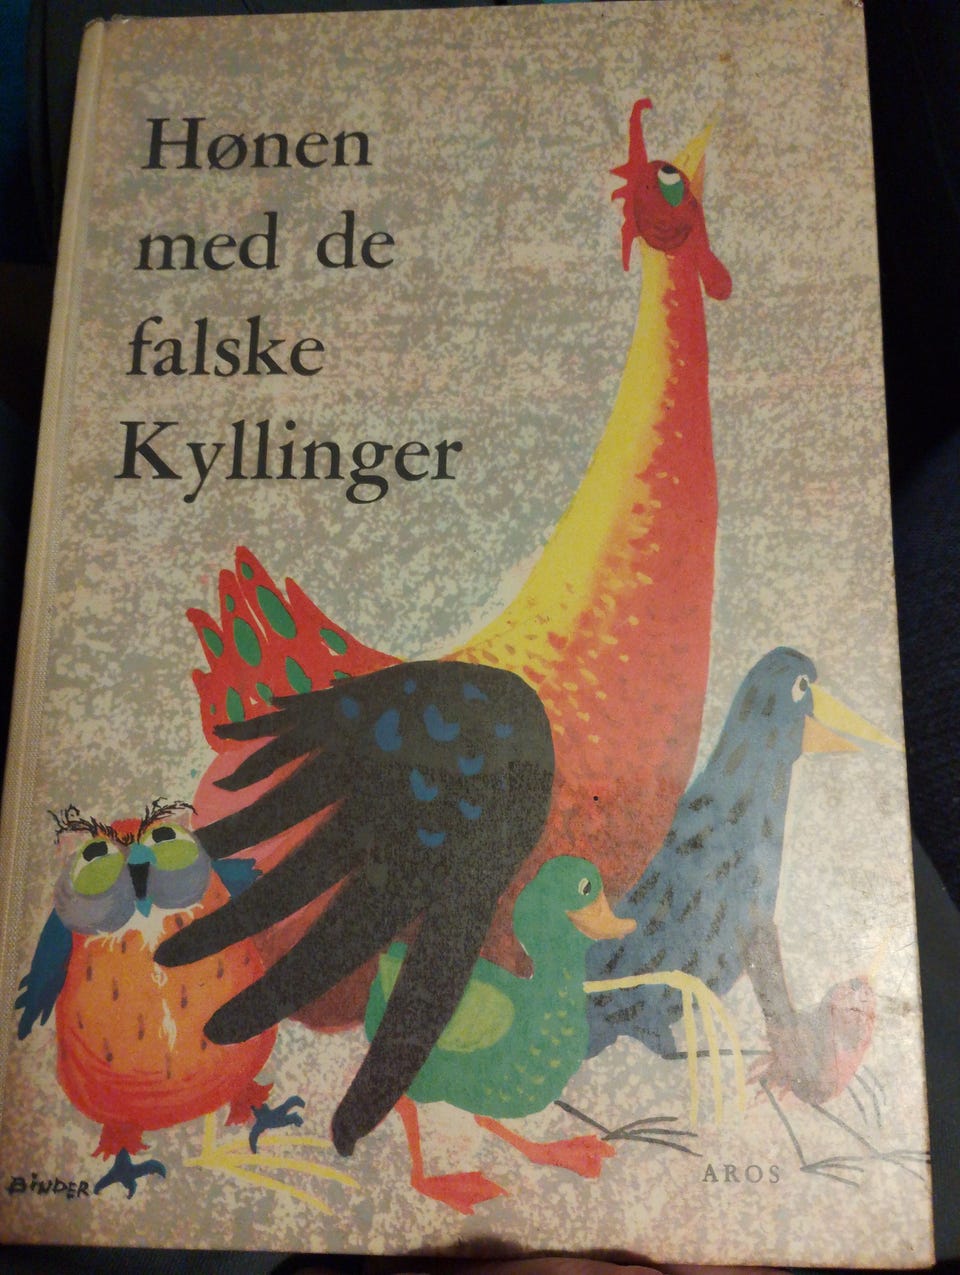 Hønen
med de
falske
Kyllinger
BINDER
AROS